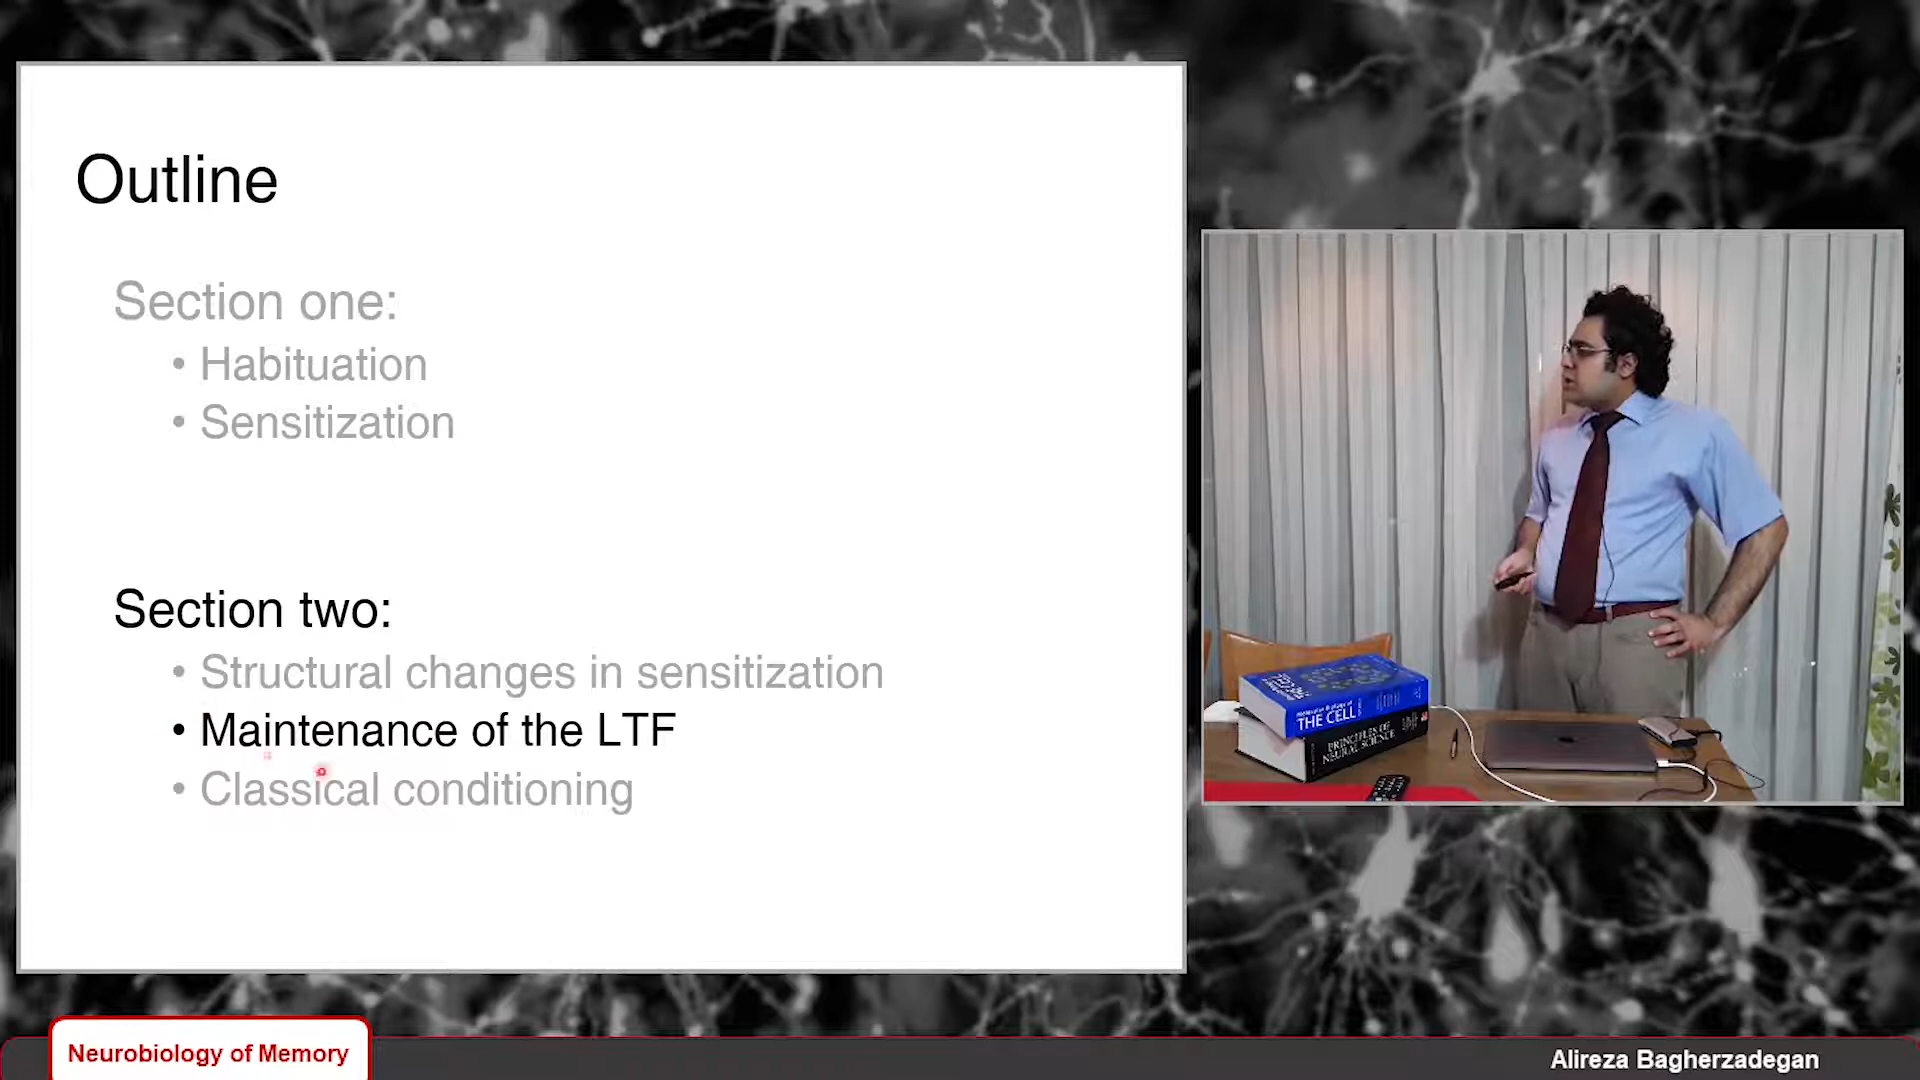 Outline
Section one:
• Habituation
• Sensitization
Section two:
• Structural changes in sensitization
• Maintenance of the LTF
• Classical conditioning
THE CELL
PRINCIPLES OF
NEURAL SCIENCE
Neurobiology of Memory
Alireza Bagherzadegan